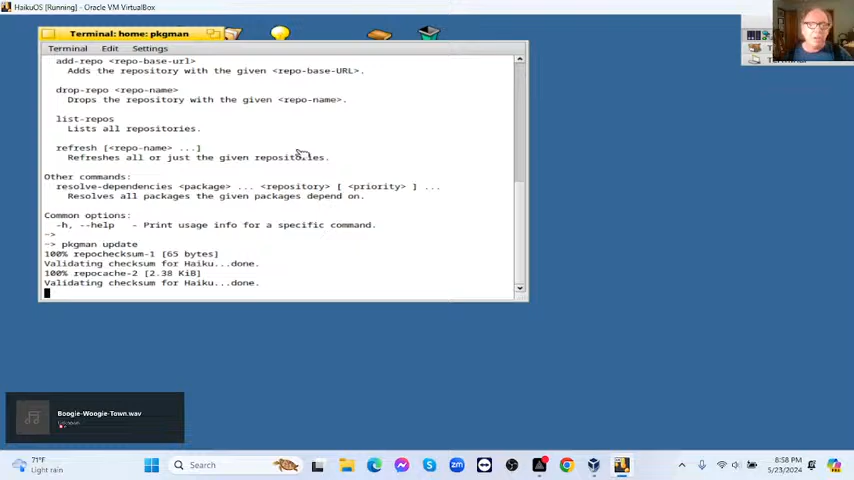 HaikuOS [Running] - Oracle VM VirtualBox
Terminal: home: pkgman
Terminal Edit Settings
add-repo <repo-base-url>
Adds the repository with the given <repo-base-URL>.
drop-repo <repo-name>
Drops the repository with the given <repo-name>.
list-repos
Lists all repositories.
refresh [<repo-name> ...]
Refreshes all or just the given repositories.
Other commands:
resolve-dependencies <package> ... <repository> [ <priority> ] ...
Resolves all packages the given packages depend on.
Common options:
-h, --help - Print usage info for a specific command.
~>
~> pkgman update
100% repochecksum-1 [65 bytes]
Validating checksum for Haiku...done.
100% repocache-2 [2.38 KiB]
Validating checksum for Haiku...done.
Boogie-Woogie-Town.wav
71°F
Light rain
Search
8:58 PM
5/23/2024